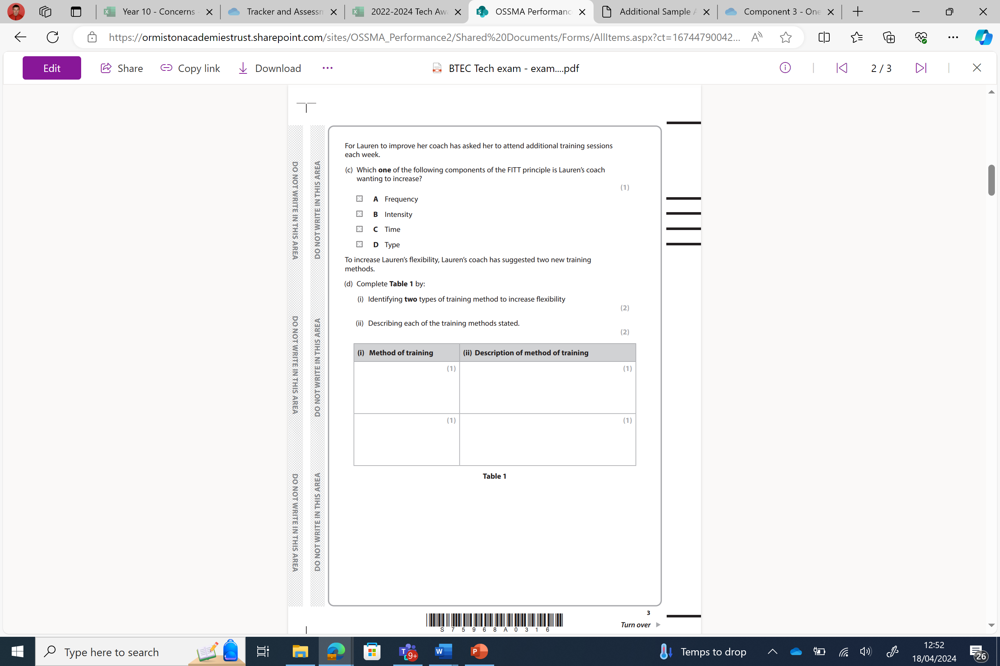 Year 10 - Concerns
Tracker and Assessm
2022-2024 Tech Aw
OSSMA Performanc
Additional Sample A
Component 3 - One
https://ormistonacademiestrust.sharepoint.com/sites/OSSMA_Performance2/Shared%20Documents/Forms/AllItems.aspx?ct=16744790042...
Edit
Share
Copy link
Download
BTEC Tech exam - exam....pdf
2 / 3
DO NOT WRITE IN THIS AREA
DO NOT WRITE IN THIS AREA
DO NOT WRITE IN THIS AREA
DO NOT WRITE IN THIS AREA
DO NOT WRITE IN THIS AREA
DO NOT WRITE IN THIS AREA
For Lauren to improve her coach has asked her to attend additional training sessions
each week.
(c) Which one of the following components of the FITT principle is Lauren's coach
wanting to increase?
(1)
A Frequency
B Intensity
C Time
D Type
To increase Lauren's flexibility, Lauren's coach has suggested two new training
methods.
(d) Complete Table 1 by:
(i) Identifying two types of training method to increase flexibility
(2)
(ii) Describing each of the training methods stated.
(2)
(i) Method of training
(ii) Description of method of training
(1)
(1)
(1)
(1)
Table 1
3
S75968A0316
Turn over
Type here to search
9+
Temps to drop
12:52
18/04/2024
26